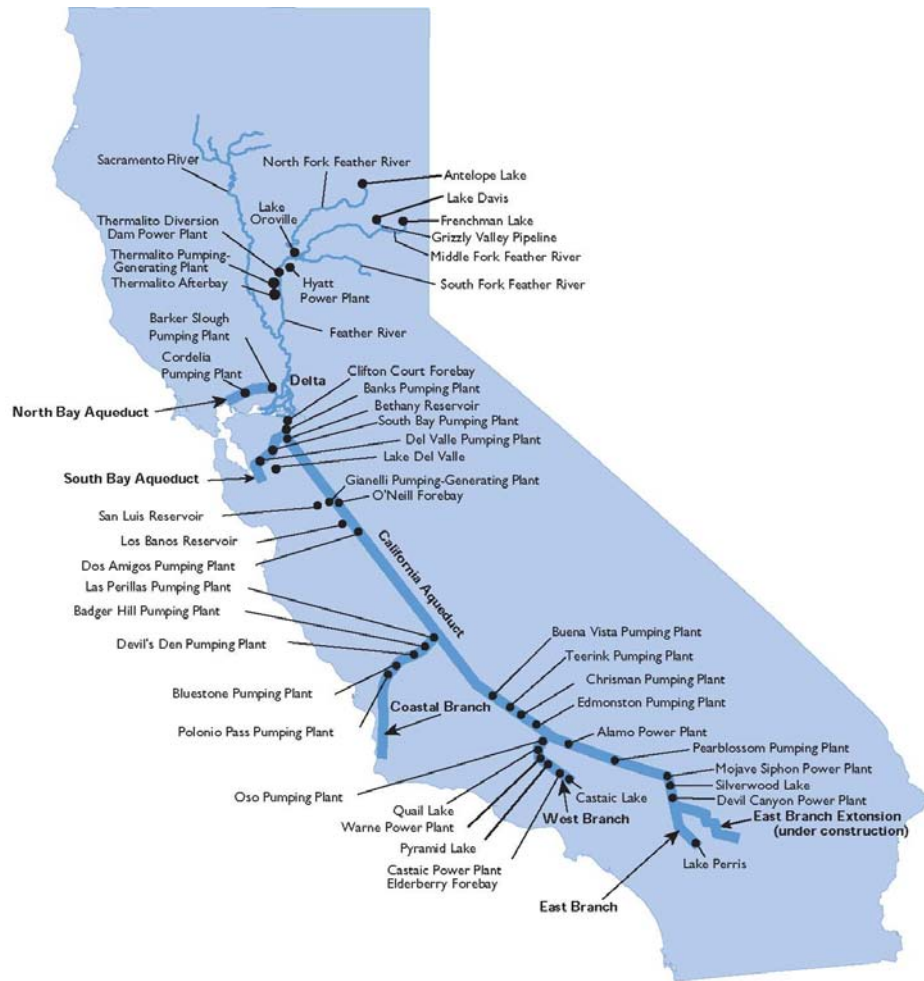 Sacramento River
North Fork Feather River
Antelope Lake
Lake Davis
Lake
Oroville
Frenchman Lake
Grizzly Valley Pipeline
Middle Fork Feather River
South Fork Feather River
Thermalito Diversion
Dam Power Plant
Thermalito Pumping-
Generating Plant
Thermalito Afterbay
Hyatt
Power Plant
Feather River
Barker Slough
Pumping Plant
Cordelia
Pumping Plant
Delta
North Bay Aqueduct
Clifton Court Forebay
Banks Pumping Plant
Bethany Reservoir
South Bay Pumping Plant
Del Valle Pumping Plant
Lake Del Valle
South Bay Aqueduct
Gianelli Pumping-Generating Plant
O'Neill Forebay
San Luis Reservoir
Los Banos Reservoir
Dos Amigos Pumping Plant
California Aqueduct
Las Perillas Pumping Plant
Badger Hill Pumping Plant
Devil's Den Pumping Plant
Bluestone Pumping Plant
Polonio Pass Pumping Plant
Coastal Branch
Buena Vista Pumping Plant
Teerink Pumping Plant
Chrisman Pumping Plant
Edmonston Pumping Plant
Alamo Power Plant
Pearblossom Pumping Plant
Mojave Siphon Power Plant
Silverwood Lake
Devil Canyon Power Plant
East Branch Extension
(under construction)
Oso Pumping Plant
Quail Lake
Warne Power Plant
Pyramid Lake
Castaic Power Plant
Elderberry Forebay
Castaic Lake
West Branch
Lake Perris
East Branch